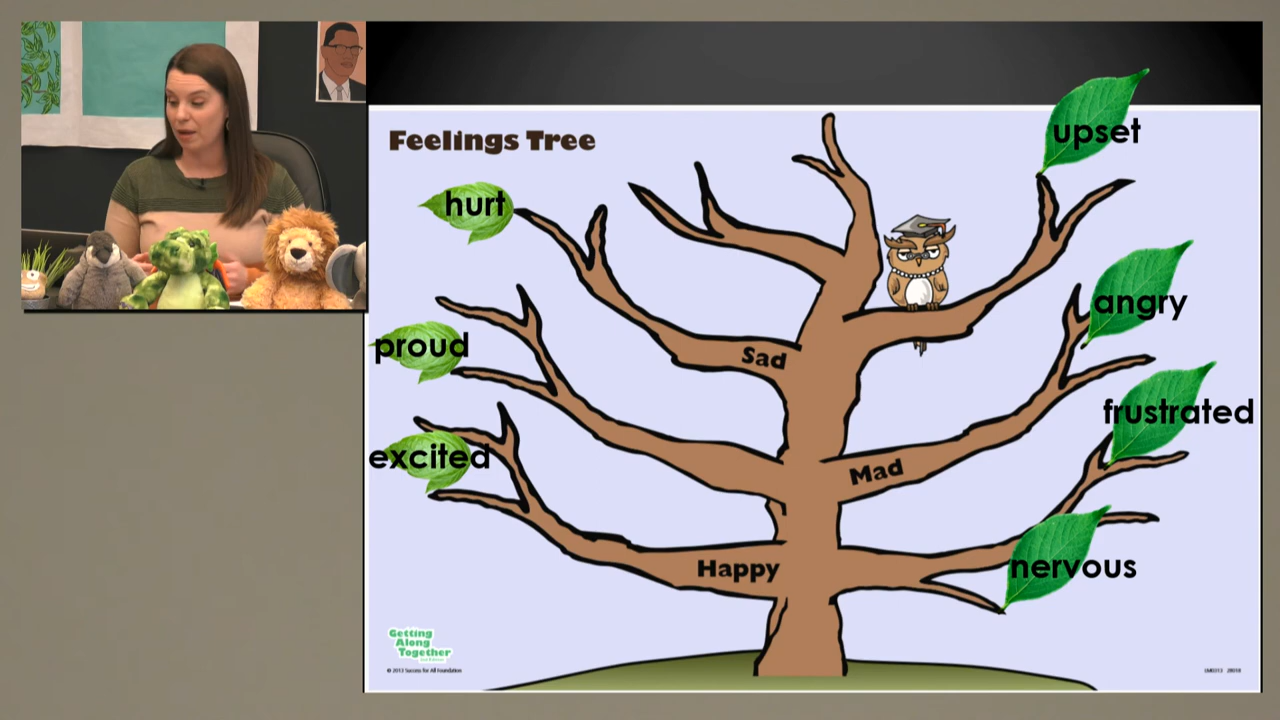 Feelings Tree
upset
hurt
angry
proud
Sad
frustrated
excited
Mad
Happy
nervous
Getting
Along
Together
© 2013 Success for All Foundation